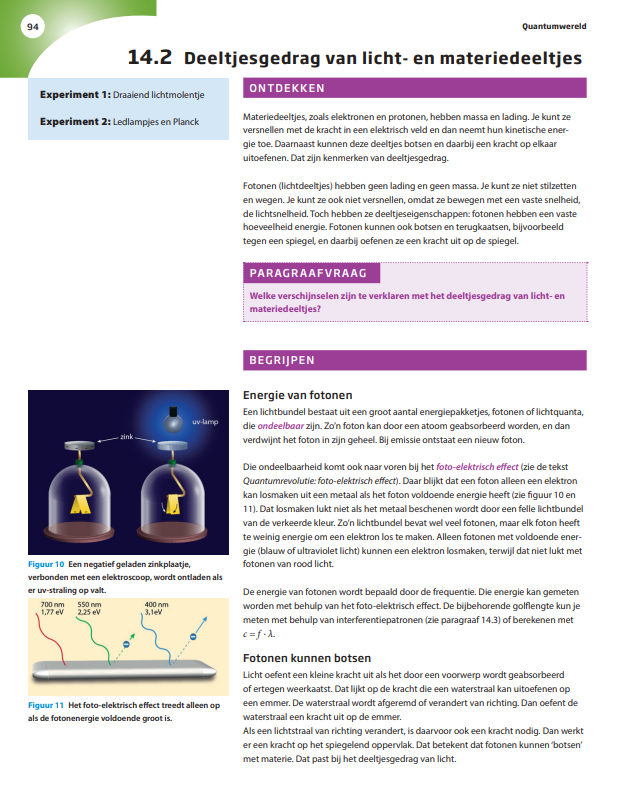 94
Quantumwereld
14.2 Deeltjesgedrag van licht- en materiedeeltjes
Experiment 1: Draaiend lichtmolentje
Experiment 2: Ledlampjes en Planck
ONTDEKKEN
Materiedeeltjes, zoals elektronen en protonen, hebben massa en lading. Je kunt ze
versnellen met de kracht in een elektrisch veld en dan neemt hun kinetische ener-
gie toe. Daarnaast kunnen deze deeltjes botsen en daarbij een kracht op elkaar
uitoefenen. Dat zijn kenmerken van deeltjesgedrag.
Fotonen (lichtdeeltjes) hebben geen lading en geen massa. Je kunt ze niet stilzetten
en wegen. Je kunt ze ook niet versnellen, omdat ze bewegen met een vaste snelheid,
de lichtsnelheid. Toch hebben ze deeltjeseigenschappen: fotonen hebben een vaste
hoeveelheid energie. Fotonen kunnen ook botsen en terugkaatsen, bijvoorbeeld
tegen een spiegel, en daarbij oefenen ze een kracht uit op de spiegel.
PARAGRAAFVRAAG
Welke verschijnselen zijn te verklaren met het deeltjesgedrag van licht- en
materiedeeltjes?
BEGRIJPEN
Energie van fotonen
Een lichtbundel bestaat uit een groot aantal energiepakketjes, fotonen of lichtquanta,
die ondeelbaar zijn. Zo'n foton kan door een atoom geabsorbeerd worden, en dan
verdwijnt het foton in zijn geheel. Bij emissie ontstaat een nieuw foton.
Die ondeelbaarheid komt ook naar voren bij het foto-elektrisch effect (zie de tekst
Quantumrevolutie: foto-elektrisch effect). Daar blijkt dat een foton alleen een elektron
kan losmaken uit een metaal als het foton voldoende energie heeft (zie figuur 10 en
11). Dat losmaken lukt niet als het metaal beschenen wordt door een felle lichtbundel
van de verkeerde kleur. Zo'n lichtbundel bevat wel veel fotonen, maar elk foton heeft
te weinig energie om een elektron los te maken. Alleen fotonen met voldoende ener-
gie (blauw of ultraviolet licht) kunnen een elektron losmaken, terwijl dat niet lukt met
fotonen van rood licht.
De energie van fotonen wordt bepaald door de frequentie. Die energie kan gemeten
worden met behulp van het foto-elektrisch effect. De bijbehorende golflengte kun je
meten met behulp van interferentiepatronen (zie paragraaf 14.3) of berekenen met
c = f · λ.
Fotonen kunnen botsen
Licht oefent een kleine kracht uit als het door een voorwerp wordt geabsorbeerd
of ertegen weerkaatst. Dat lijkt op de kracht die een waterstraal kan uitoefenen op
een emmer. De waterstraal wordt afgeremd of verandert van richting. Dan oefent de
waterstraal een kracht uit op de emmer.
Als een lichtstraal van richting verandert, is daarvoor ook een kracht nodig. Dan werkt
er een kracht op het spiegelend oppervlak. Dat betekent dat fotonen kunnen 'botsen'
met materie. Dat past bij het deeltjesgedrag van licht.
uv-lamp
zink
Figuur 10 Een negatief geladen zinkplaatje,
verbonden met een elektroscoop, wordt ontladen als
er uv-straling op valt.
700 nm 550 nm 400 nm
1,77 eV 2,25 eV 3,1eV
Figuur 11 Het foto-elektrisch effect treedt alleen op
als de fotonenergie voldoende groot is.